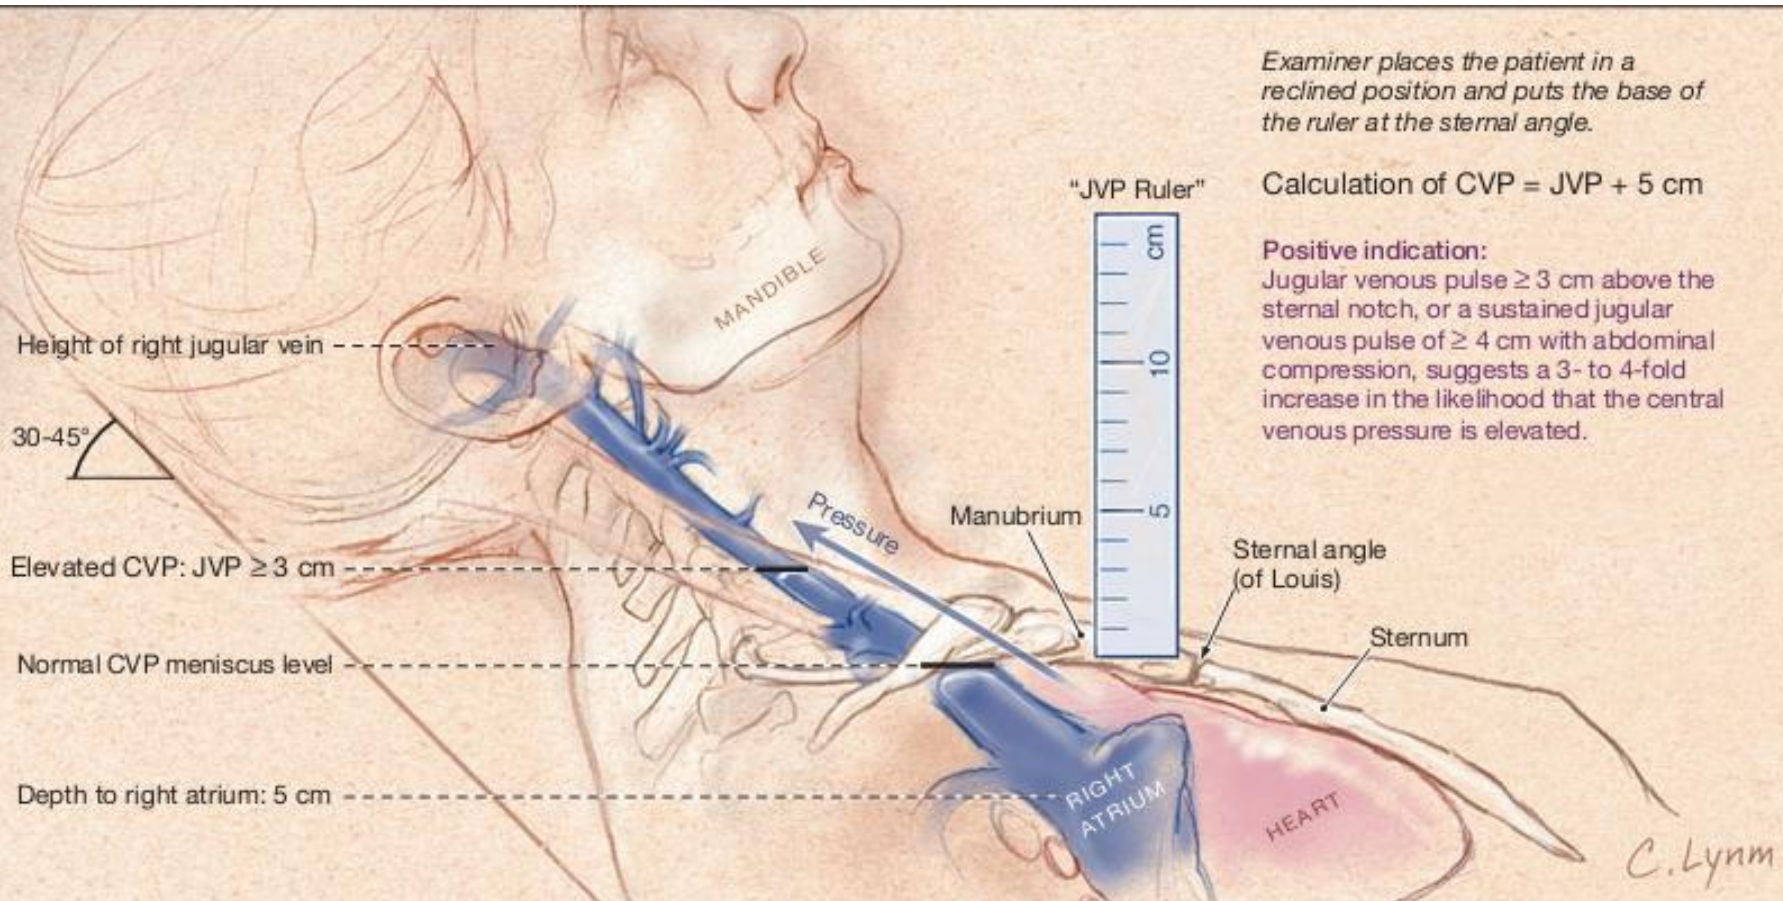 Examiner places the patient in a
reclined position and puts the base of
the ruler at the sternal angle.
"JVP Ruler"
Calculation of CVP = JVP + 5 cm
cm
Positive indication:
Jugular venous pulse ≥ 3 cm above the
sternal notch, or a sustained jugular
venous pulse of ≥ 4 cm with abdominal
compression, suggests a 3- to 4-fold
increase in the likelihood that the central
venous pressure is elevated.
MANDIBLE
Height of right jugular vein
10
30-45°
Pressure
Manubrium
5
Sternal angle
(of Louis)
Elevated CVP: JVP ≥ 3 cm
Sternum
Normal CVP meniscus level
Depth to right atrium: 5 cm
RIGHT
ATRIUM
HEART
C. Lynm